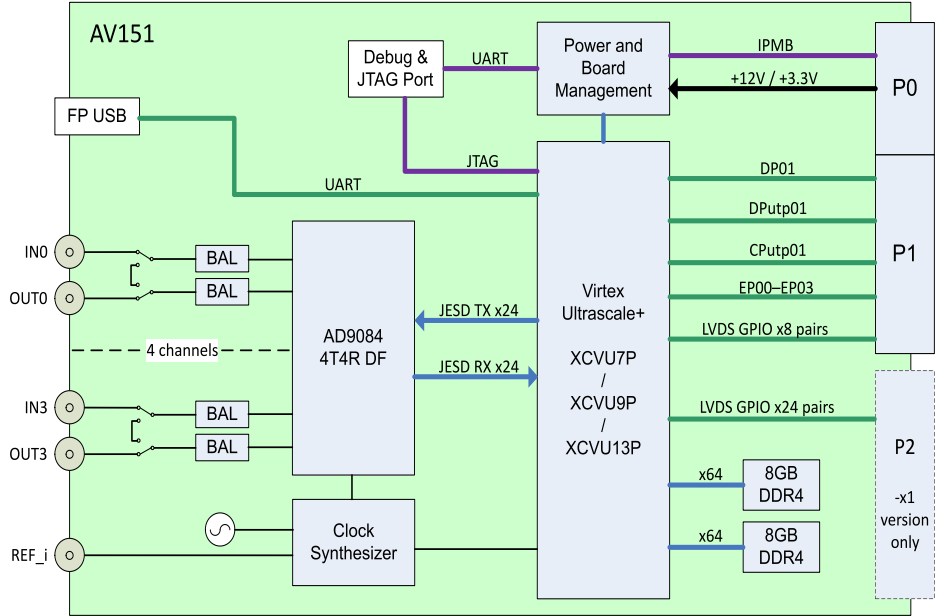 AV151
Debug &
JTAG Port
UART
Power and
Board
Management
IPMB
+12V / +3.3V
P0
FP USB
JTAG
UART
DP01
DPutp01
CPutp01
EP00–EP03
LVDS GPIO x8 pairs
P1
IN0
OUT0
BAL
BAL
4 channels
IN3
OUT3
BAL
BAL
AD9084
4T4R DF
JESD TX x24
JESD RX x24
Virtex
Ultrascale+
XCVU7P
/
XCVU9P
/
XCVU13P
LVDS GPIO x24 pairs
P2
-x1
version
only
x64
8GB
DDR4
x64
8GB
DDR4
REF_i
Clock
Synthesizer